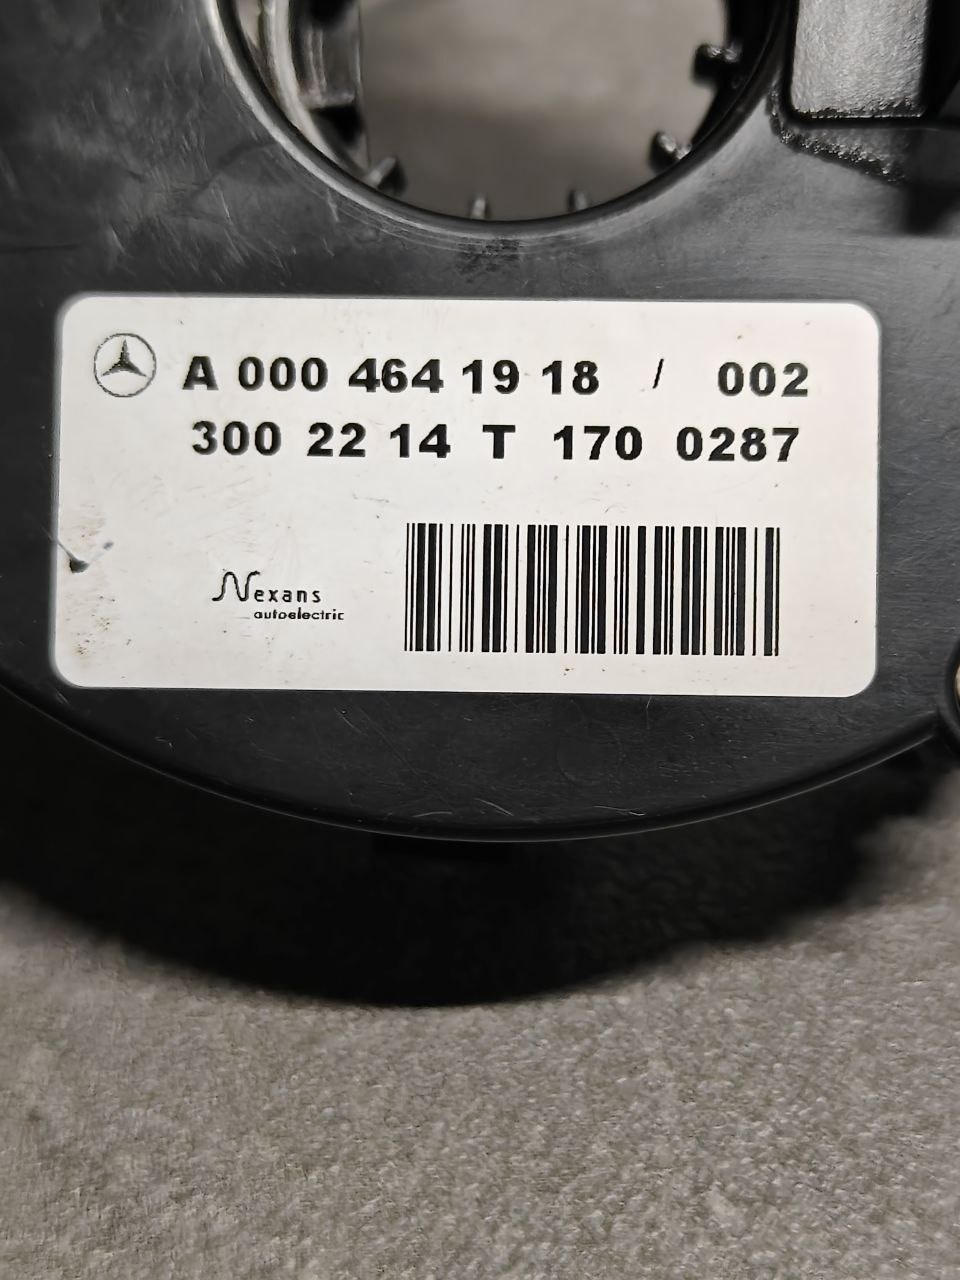 A 000 464 19 18 / 002
300 22 14 T 170 0287
Nexans
autoelectric